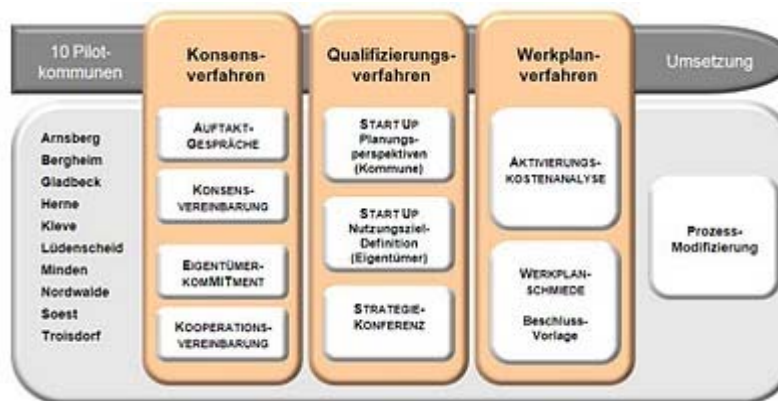 10 Pilot-
kommunen
Arnsberg
Bergheim
Gladbeck
Herne
Kleve
Lüdenscheid
Minden
Nordwalde
Soest
Troisdorf
Konsens-
verfahren
AUFTAKT-
GESPRÄCHE
KONSENS-
VEREINBARUNG
EIGENTÜMER-
KOMMITMENT
KOOPERATIONS-
VEREINBARUNG
Qualifizierungs-
verfahren
START UP
Planungs-
perspektiven
(Kommune)
START UP
Nutzungsziel-
Definition
(Eigentümer)
STRATEGIE-
KONFERENZ
Werkplan-
verfahren
AKTIVIERUNGS-
KOSTENANALYSE
WERKPLAN-
SCHMIEDE
Beschluss-
Vorlage
Umsetzung
Prozess-
Modifizierung